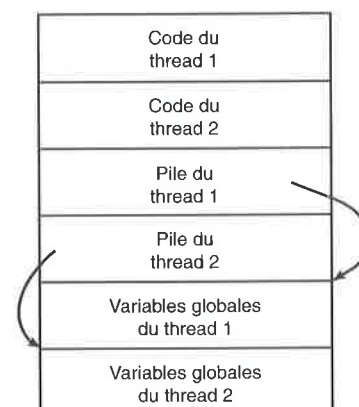 Code du
thread 1
Code du
thread 2
Pile du
thread 1
Pile du
thread 2
Variables globales
du thread 1
Variables globales
du thread 2